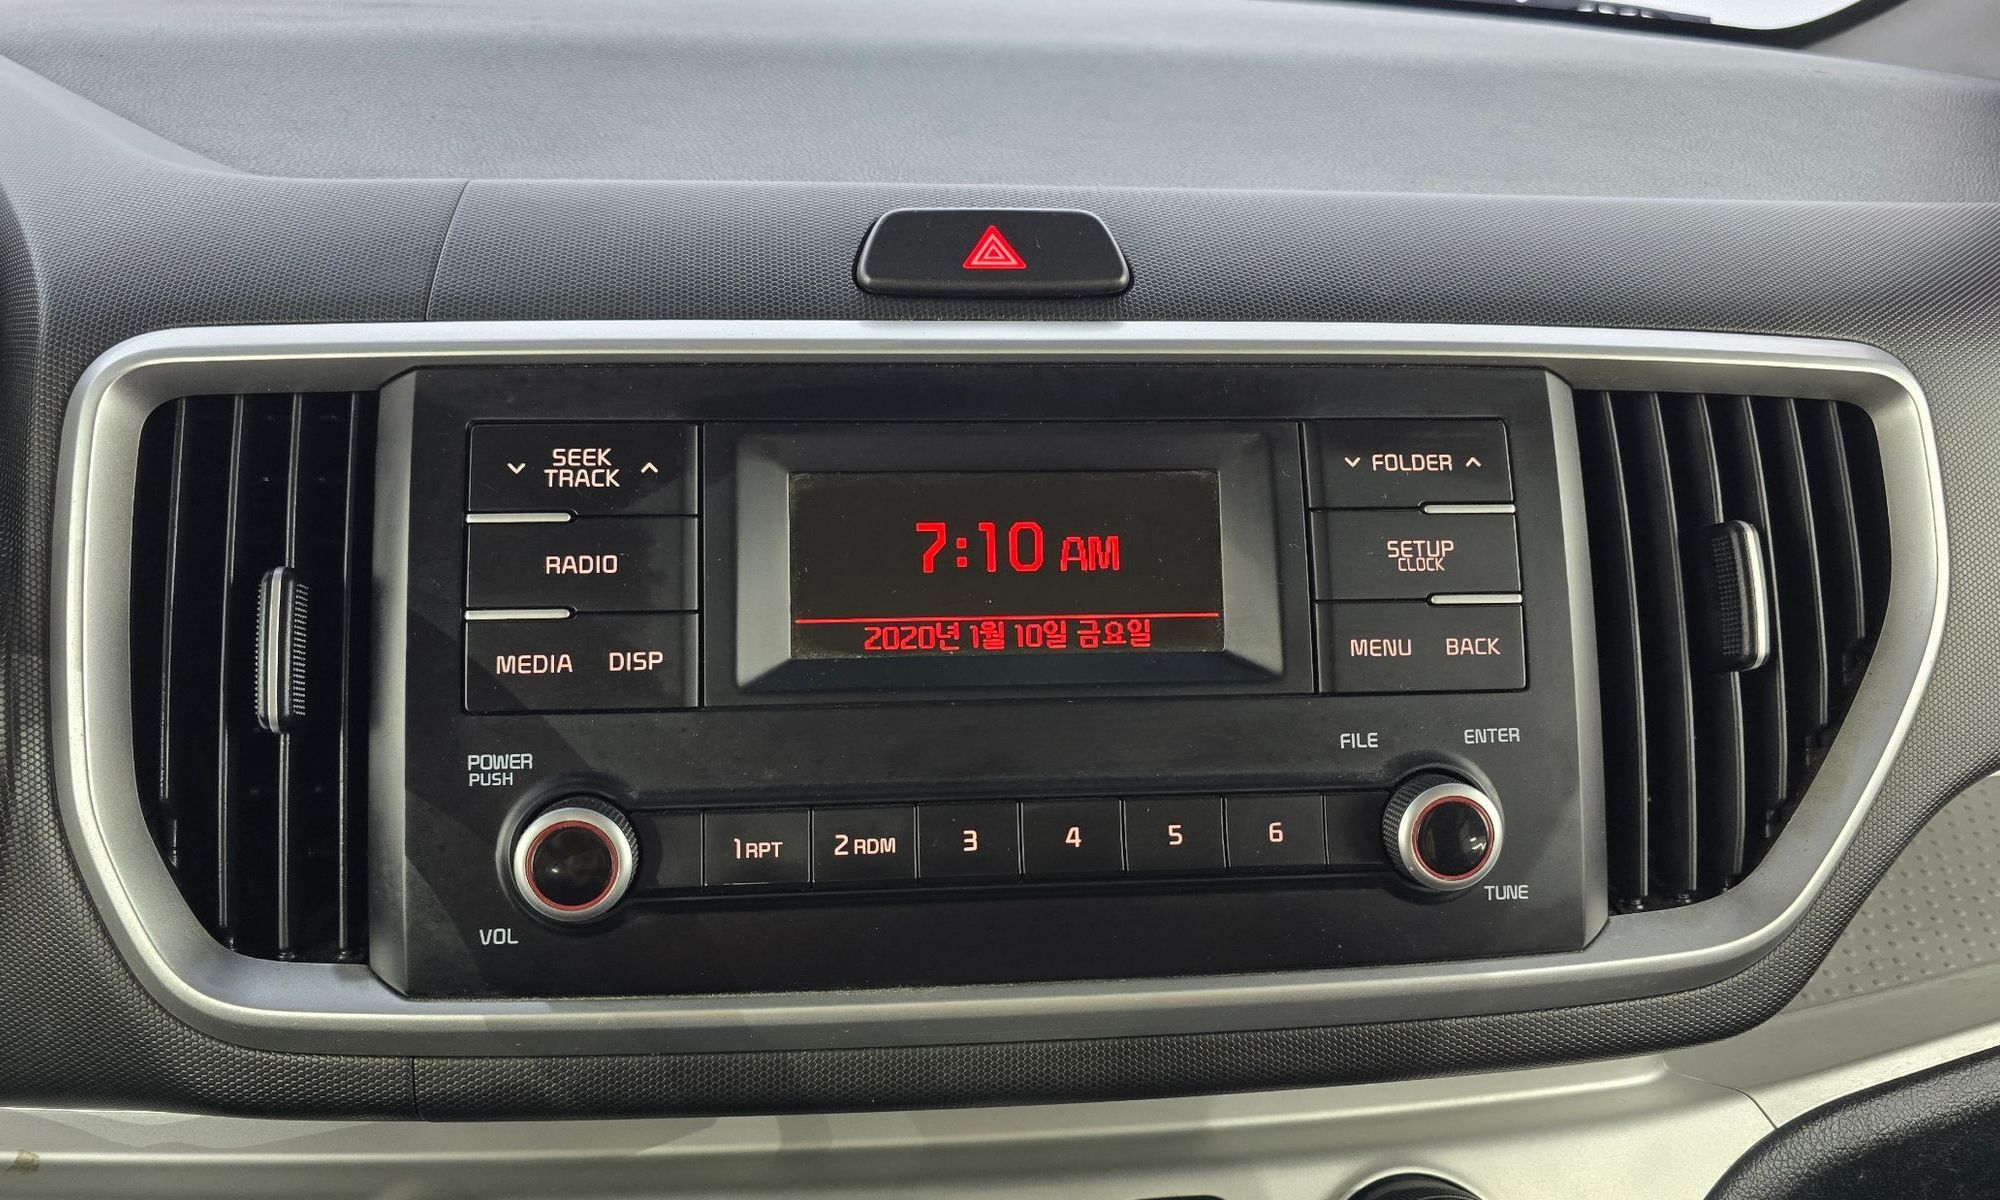 SEEK
TRACK
RADIO
MEDIA DISP
7:10 AM
2020년 1월 10일 금요일
FOLDER
SETUP
CLOCK
MENU BACK
POWER
PUSH
VOL
1 RPT 2 RDM 3 4 5 6
FILE ENTER
TUNE